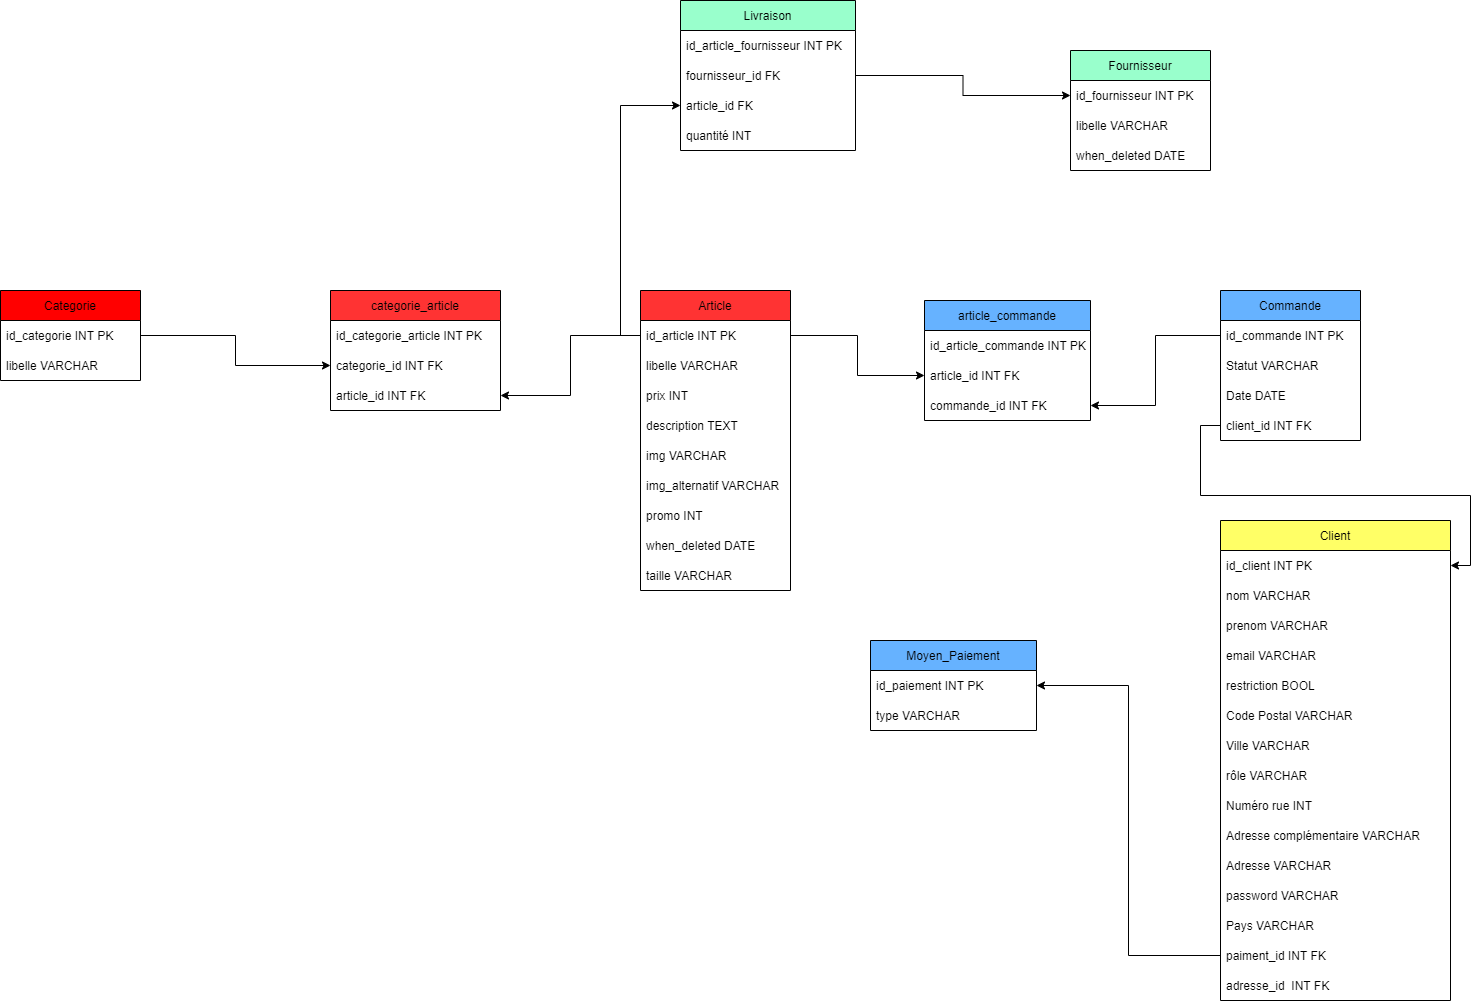 Livraison
id_article_fournisseur INT PK
fournisseur_id FK
article_id FK
quantité INT
Fournisseur
id_fournisseur INT PK
libelle VARCHAR
when_deleted DATE
Categorie
id_categorie INT PK
libelle VARCHAR
categorie_article
id_categorie_article INT PK
categorie_id INT FK
article_id INT FK
Article
id_article INT PK
libelle VARCHAR
prix INT
description TEXT
img VARCHAR
img_alternatif VARCHAR
promo INT
when_deleted DATE
taille VARCHAR
article_commande
id_article_commande INT PK
article_id INT FK
commande_id INT FK
Commande
id_commande INT PK
Statut VARCHAR
Date DATE
client_id INT FK
Client
id_client INT PK
nom VARCHAR
prenom VARCHAR
email VARCHAR
restriction BOOL
Code Postal VARCHAR
Ville VARCHAR
rôle VARCHAR
Numéro rue INT
Adresse complémentaire VARCHAR
Adresse VARCHAR
password VARCHAR
Pays VARCHAR
paiment_id INT FK
adresse_id  INT FK
Moyen_Paiement
id_paiement INT PK
type VARCHAR